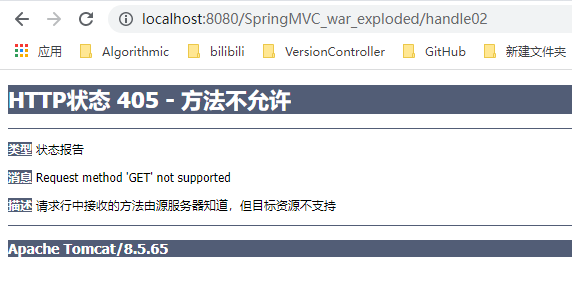 localhost:8080/SpringMVC_war_exploded/handle02
应用 Algorithmic bilibili VersionController GitHub 新建文件夹
HTTP状态 405 - 方法不允许
类型 状态报告
消息 Request method 'GET' not supported
描述 请求行中接收的方法由源服务器知道，但目标资源不支持
Apache Tomcat/8.5.65